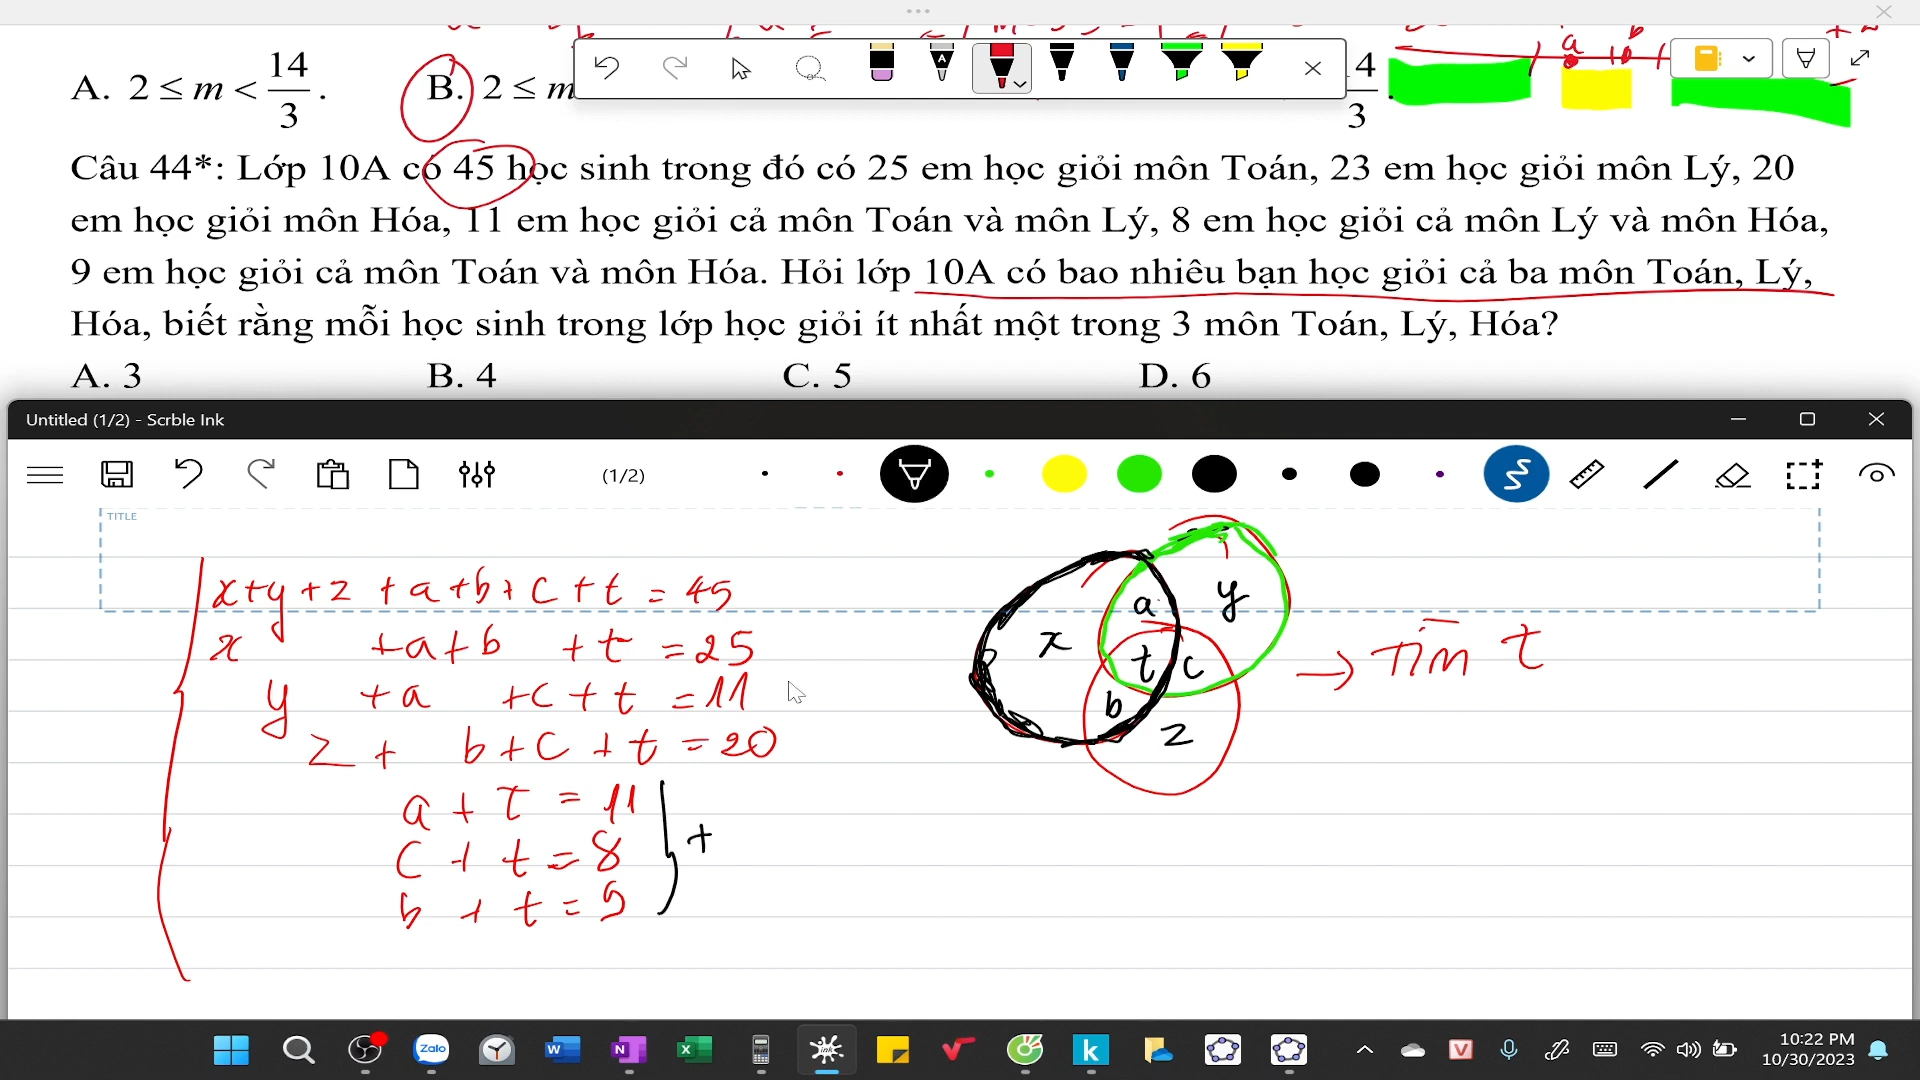 A. 2 ≤ m < 14/3 .
B. 2 ≤ m
4/3 .
a
b
Câu 44*: Lớp 10A có 45 học sinh trong đó có 25 em học giỏi môn Toán, 23 em học giỏi môn Lý, 20
em học giỏi môn Hóa, 11 em học giỏi cả môn Toán và môn Lý, 8 em học giỏi cả môn Lý và môn Hóa,
9 em học giỏi cả môn Toán và môn Hóa. Hỏi lớp 10A có bao nhiêu bạn học giỏi cả ba môn Toán, Lý,
Hóa, biết rằng mỗi học sinh trong lớp học giỏi ít nhất một trong 3 môn Toán, Lý, Hóa?
A. 3 B. 4 C. 5 D. 6
Untitled (1/2) - Scrble Ink
(1/2)
TITLE
x+y+z +a+b+c+t = 45
x +a+b +t =25
y +a +c+t =11
z + b+c+t=20
a + t = 11
c + t = 8
b + t = 9
+
a
y
x
t
c
b
z
→ Tìm t
Zalo
10:22 PM
10/30/2023